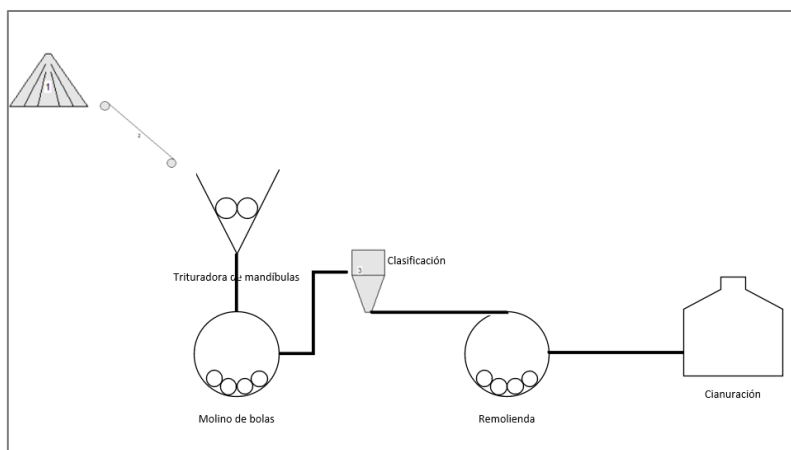 1
2
Trituradora de mandíbulas
3
Clasificación
Molino de bolas
Remolienda
Cianuración